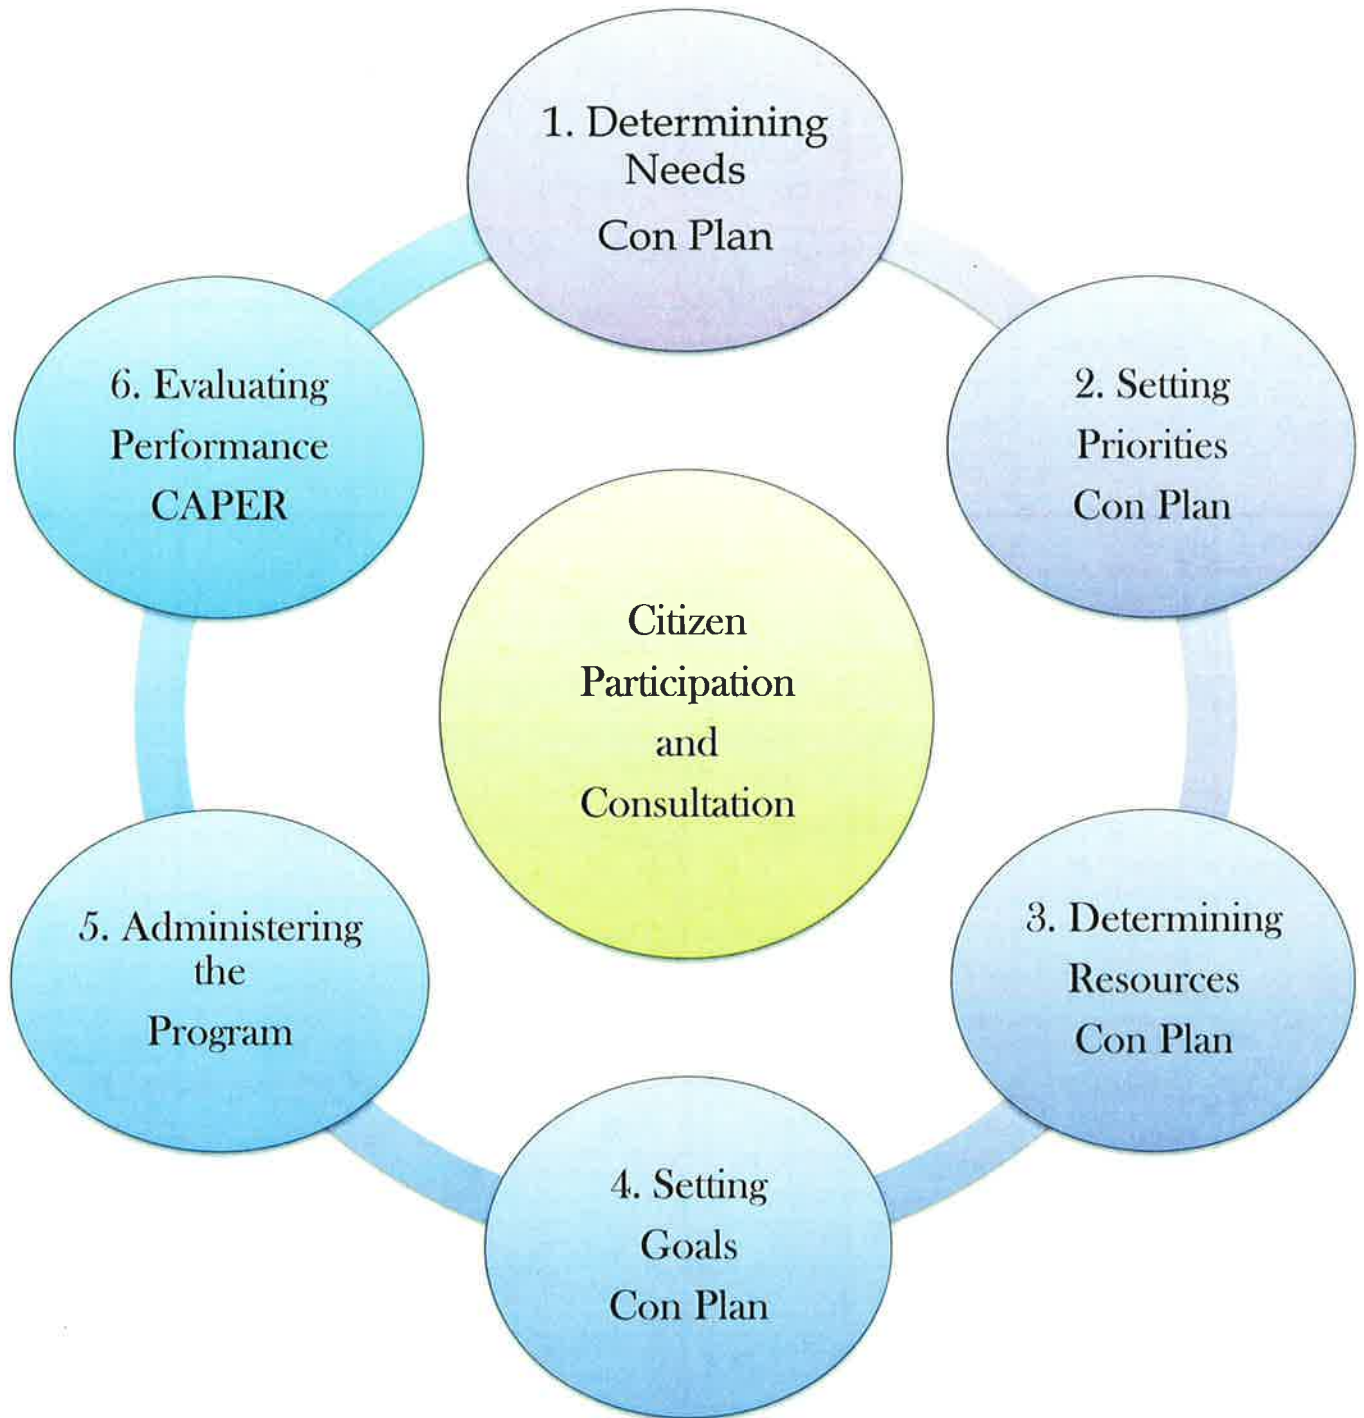 1. Determining
Needs
Con Plan
2. Setting
Priorities
Con Plan
3. Determining
Resources
Con Plan
4. Setting
Goals
Con Plan
5. Administering
the
Program
6. Evaluating
Performance
CAPER
Citizen
Participation
and
Consultation